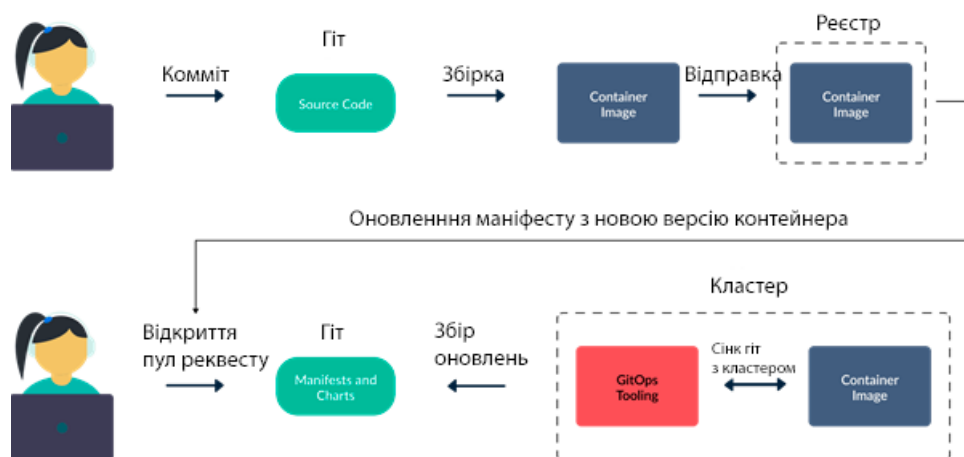 Реєстр
Гіт
Комміт
Збірка
Відправка
Source Code
Container
Image
Container
Image
Оновленння маніфесту з новою версію контейнера
Кластер
Відкриття
пул реквесту
Гіт
Збір
оновлень
Manifests and
Charts
GitOps
Tooling
Сінк гіт
з кластером
Container
Image